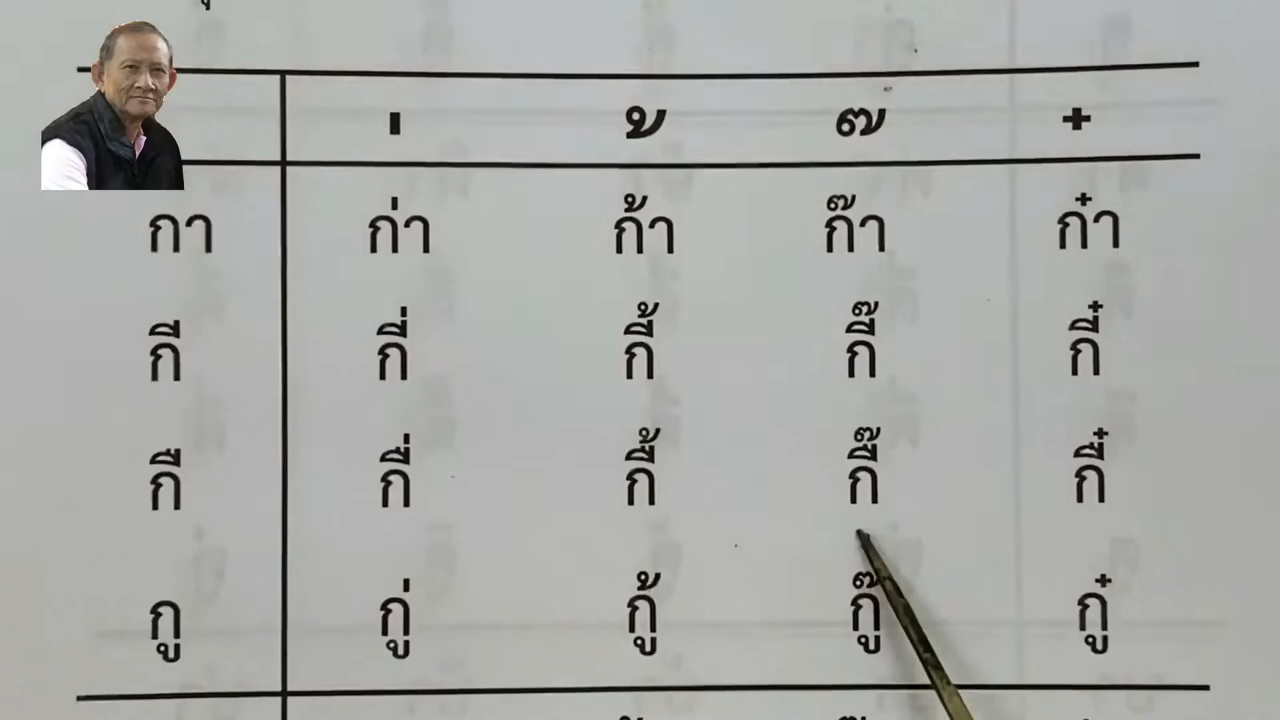 ่ ้ ๊ ๋
กา ก่า ก้า ก๊า ก๋า
กี กี่ กี้ กี๊ กี๋
กื กื่ กื้ กื๊ กื๋
กู กู่ กู้ กู๊ กู๋